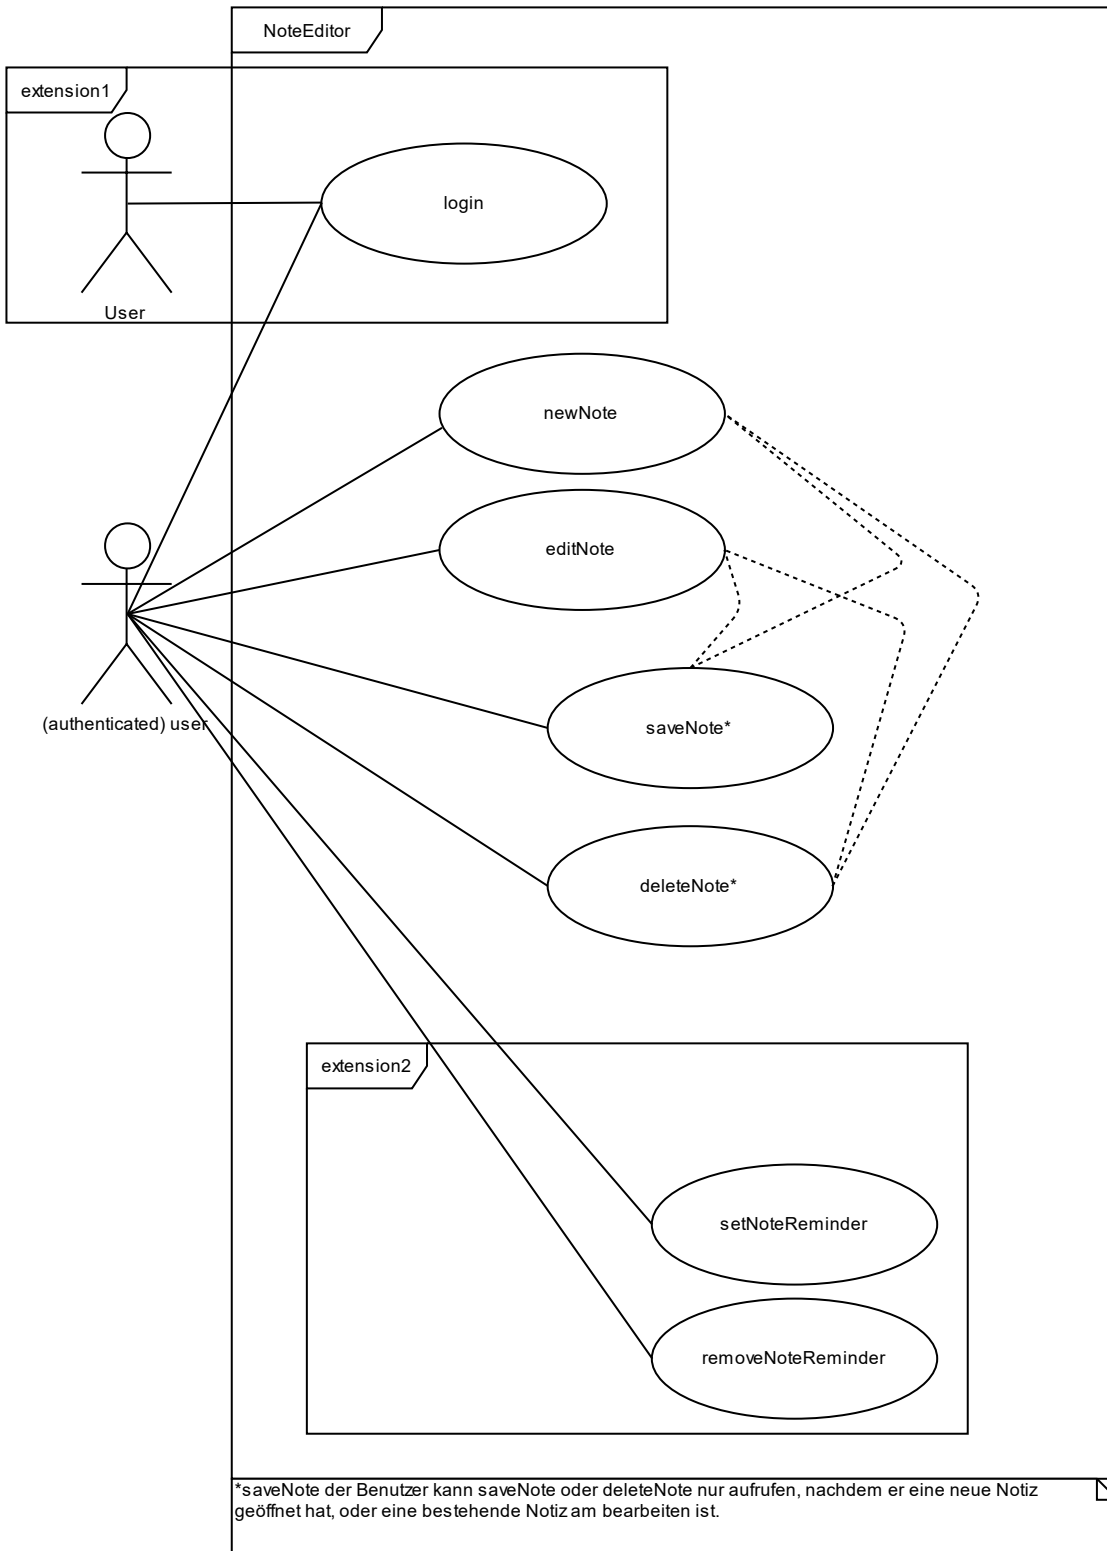 NoteEditor
extension1
login
User
newNote
editNote
(authenticated) user
saveNote*
deleteNote*
extension2
setNoteReminder
removeNoteReminder
*saveNote der Benutzer kann saveNote oder deleteNote nur aufrufen, nachdem er eine neue Notiz
geöffnet hat, oder eine bestehende Notiz am bearbeiten ist.